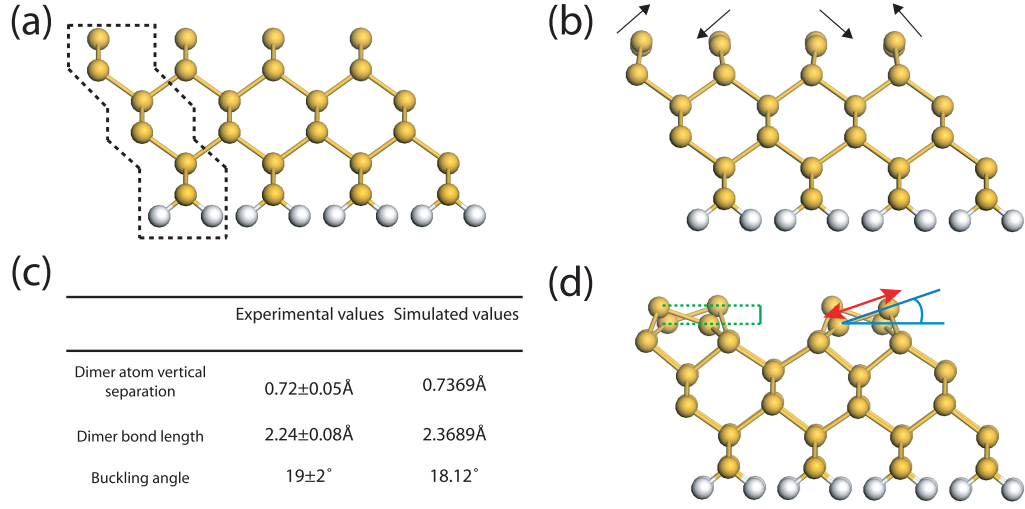 (a)
(b)
(c)
Experimental values Simulated values
Dimer atom vertical
separation
0.72±0.05Å
0.7369Å
Dimer bond length
2.24±0.08Å
2.3689Å
Buckling angle
19±2°
18.12°
(d)